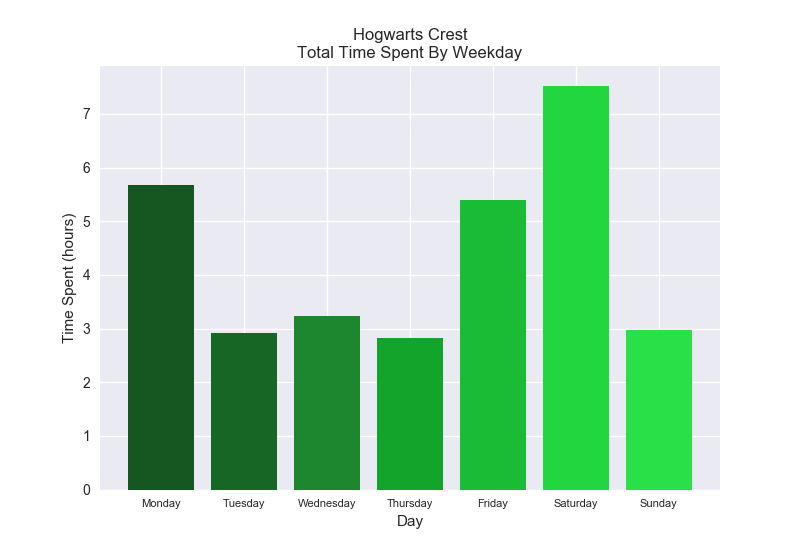 Hogwarts Crest
Total Time Spent By Weekday
Time Spent (hours)
7
6
5
4
3
2
1
0
Monday Tuesday Wednesday Thursday Friday Saturday Sunday
Day